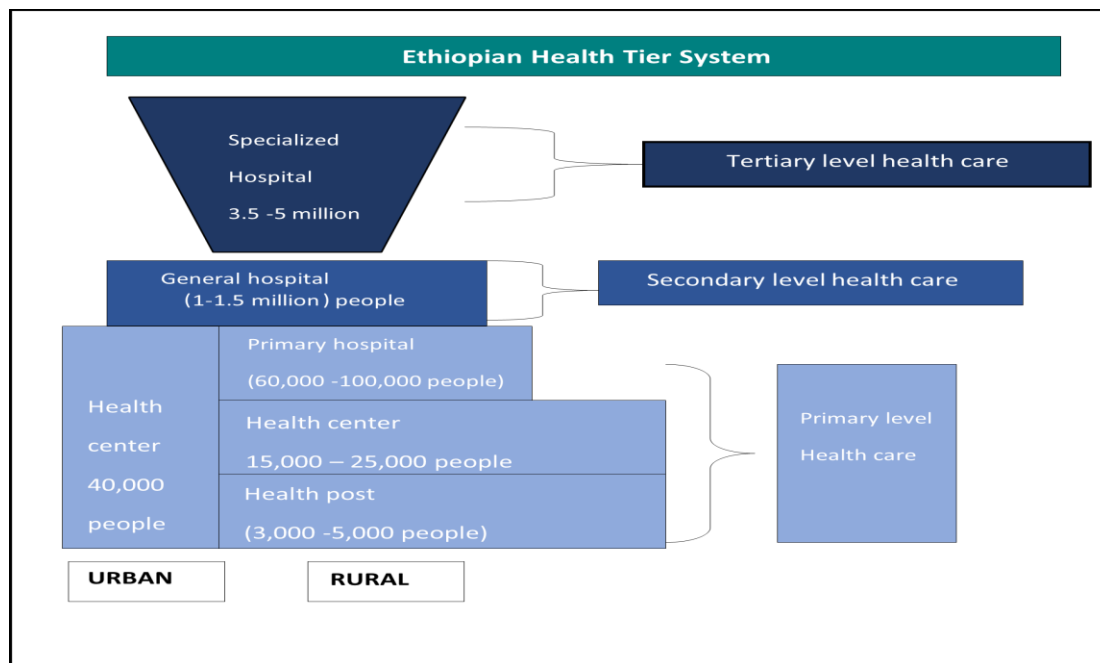 Ethiopian Health Tier System
Specialized
Hospital
3.5 -5 million
Tertiary level health care
General hospital
(1-1.5 million) people
Secondary level health care
Primary hospital
(60,000 -100,000 people)
Health
center
40,000
people
Health center
15,000 – 25,000 people
Health post
(3,000 -5,000 people)
Primary level
Health care
URBAN
RURAL